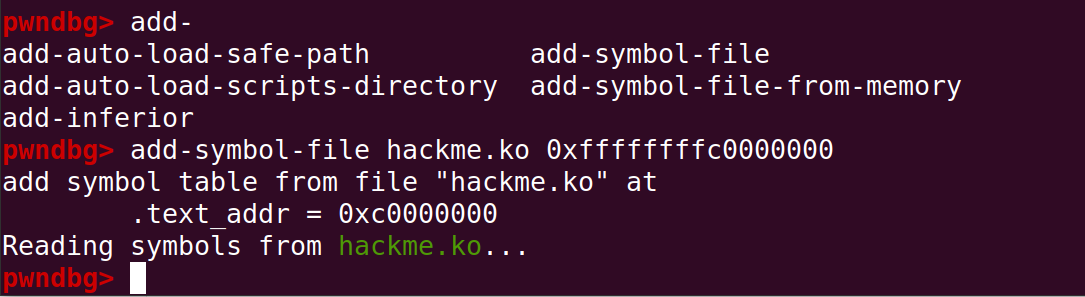 pwndbg> add-
add-auto-load-safe-path          add-symbol-file
add-auto-load-scripts-directory  add-symbol-file-from-memory
add-inferior
pwndbg> add-symbol-file hackme.ko 0xffffffffc0000000
add symbol table from file "hackme.ko" at
        .text_addr = 0xc0000000
Reading symbols from hackme.ko...
pwndbg>